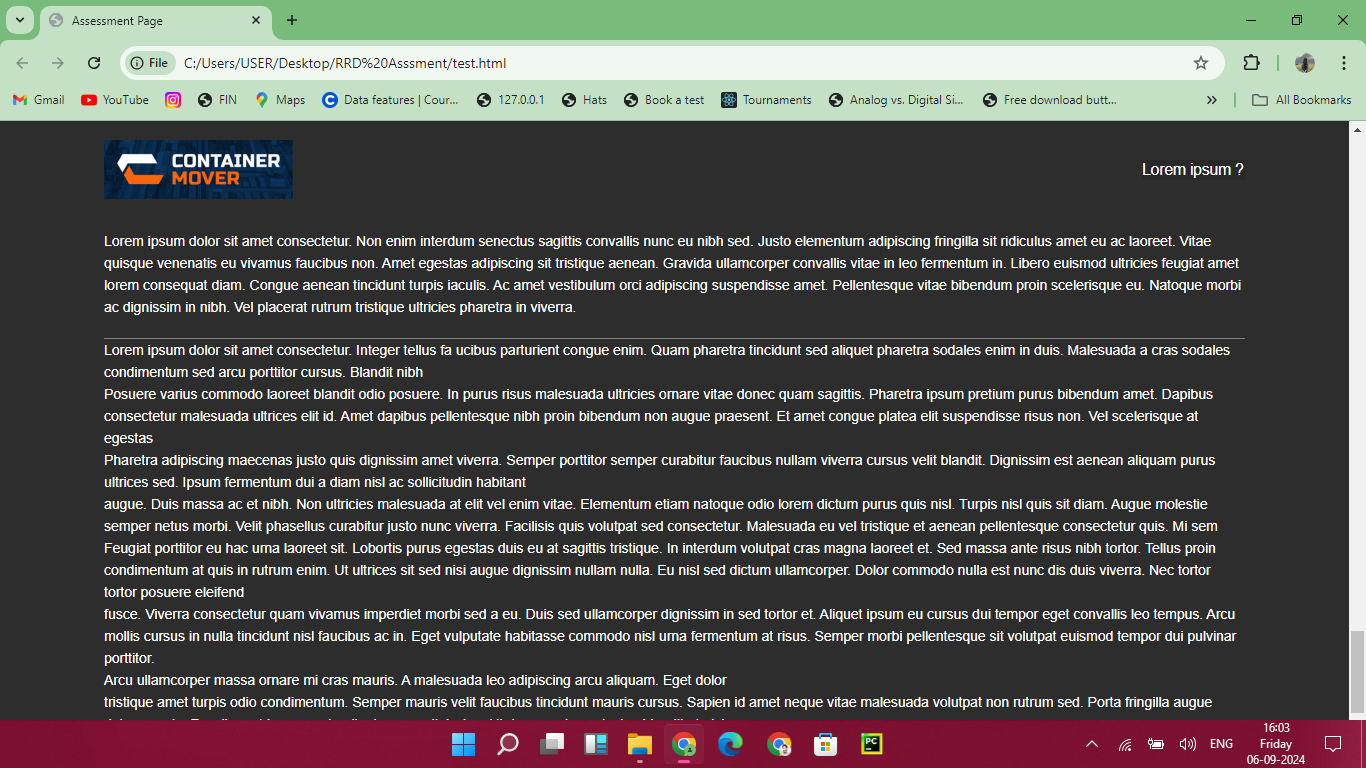 Assessment Page
File
C:/Users/USER/Desktop/RRD%20Asssment/test.html
Gmail
YouTube
FIN
Maps
Data features | Cour...
127.0.0.1
Hats
Book a test
Tournaments
Analog vs. Digital Si...
Free download butt...
All Bookmarks
CONTAINER
MOVER
Lorem ipsum ?
Lorem ipsum dolor sit amet consectetur. Non enim interdum senectus sagittis convallis nunc eu nibh sed. Justo elementum adipiscing fringilla sit ridiculus amet eu ac laoreet. Vitae
quisque venenatis eu vivamus faucibus non. Amet egestas adipiscing sit tristique aenean. Gravida ullamcorper convallis vitae in leo fermentum in. Libero euismod ultricies feugiat amet
lorem consequat diam. Congue aenean tincidunt turpis iaculis. Ac amet vestibulum orci adipiscing suspendisse amet. Pellentesque vitae bibendum proin scelerisque eu. Natoque morbi
ac dignissim in nibh. Vel placerat rutrum tristique ultricies pharetra in viverra.
Lorem ipsum dolor sit amet consectetur. Integer tellus fa ucibus parturient congue enim. Quam pharetra tincidunt sed aliquet pharetra sodales enim in duis. Malesuada a cras sodales
condimentum sed arcu porttitor cursus. Blandit nibh
Posuere varius commodo laoreet blandit odio posuere. In purus risus malesuada ultricies ornare vitae donec quam sagittis. Pharetra ipsum pretium purus bibendum amet. Dapibus
consectetur malesuada ultrices elit id. Amet dapibus pellentesque nibh proin bibendum non augue praesent. Et amet congue platea elit suspendisse risus non. Vel scelerisque at
egestas
Pharetra adipiscing maecenas justo quis dignissim amet viverra. Semper porttitor semper curabitur faucibus nullam viverra cursus velit blandit. Dignissim est aenean aliquam purus
ultrices sed. Ipsum fermentum dui a diam nisl ac sollicitudin habitant
augue. Duis massa ac et nibh. Non ultricies malesuada at elit vel enim vitae. Elementum etiam natoque odio lorem dictum purus quis nisl. Turpis nisl quis sit diam. Augue molestie
semper netus morbi. Velit phasellus curabitur justo nunc viverra. Facilisis quis volutpat sed consectetur. Malesuada eu vel tristique et aenean pellentesque consectetur quis. Mi sem
Feugiat porttitor eu hac urna laoreet sit. Lobortis purus egestas duis eu at sagittis tristique. In interdum volutpat cras magna laoreet et. Sed massa ante risus nibh tortor. Tellus proin
condimentum at quis in rutrum enim. Ut ultrices sit sed nisi augue dignissim nullam nulla. Eu nisl sed dictum ullamcorper. Dolor commodo nulla est nunc dis duis viverra. Nec tortor
tortor posuere eleifend
fusce. Viverra consectetur quam vivamus imperdiet morbi sed a eu. Duis sed ullamcorper dignissim in sed tortor et. Aliquet ipsum eu cursus dui tempor eget convallis leo tempus. Arcu
mollis cursus in nulla tincidunt nisl faucibus ac in. Eget vulputate habitasse commodo nisl urna fermentum at risus. Semper morbi pellentesque sit volutpat euismod tempor dui pulvinar
porttitor.
Arcu ullamcorper massa ornare mi cras mauris. A malesuada leo adipiscing arcu aliquam. Eget dolor
tristique amet turpis odio condimentum. Semper mauris velit faucibus tincidunt mauris cursus. Sapien id amet neque vitae malesuada volutpat non rutrum sed. Porta fringilla augue
PC
ENG
16:03
Friday
06-09-2024